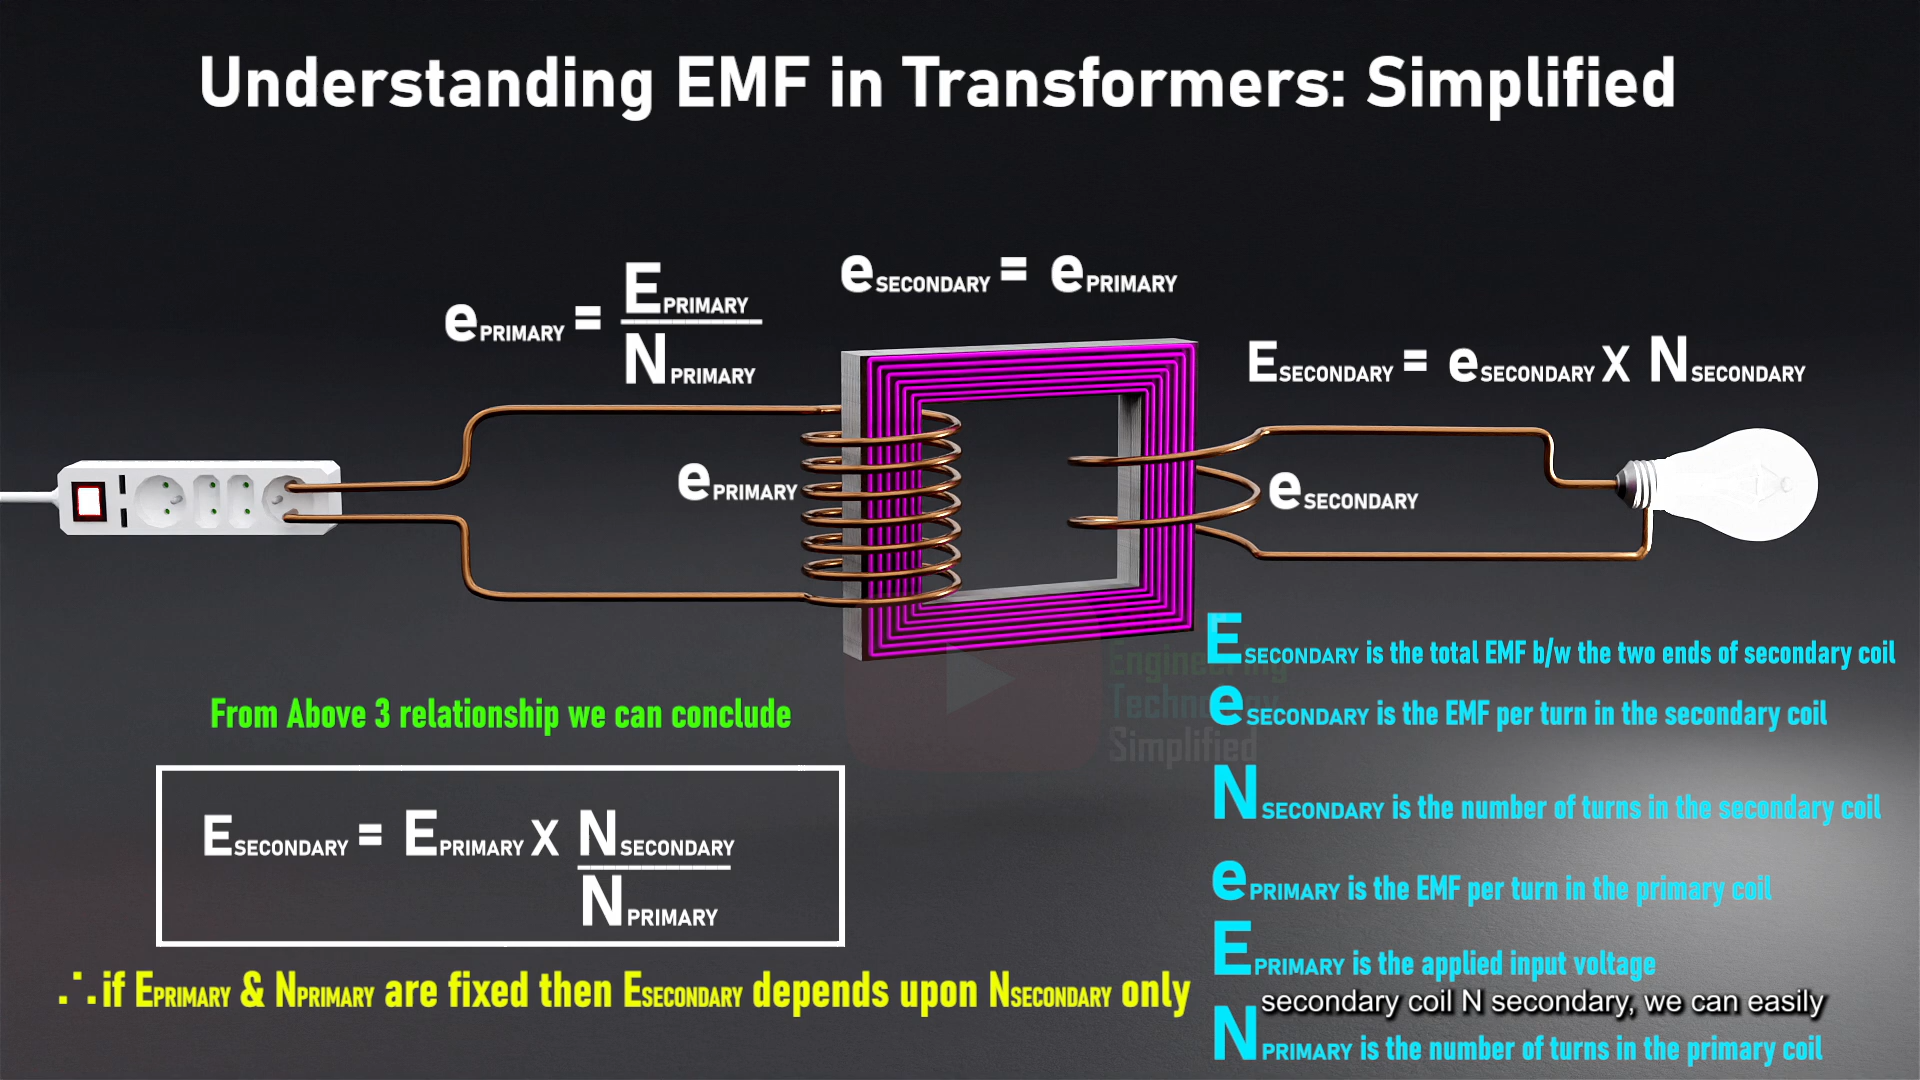 Understanding EMF in Transformers: Simplified
eSECONDARY = ePRIMARY
ePRIMARY = EPRIMARY
NPRIMARY
ESECONDARY = eSECONDARY X NSECONDARY
ePRIMARY
eSECONDARY
From Above 3 relationship we can conclude
ESECONDARY = EPRIMARY X NSECONDARY
NPRIMARY
∴ if EPRIMARY & NPRIMARY are fixed then ESECONDARY depends upon NSECONDARY only
Engineering
Technology
Simplified
ESECONDARY is the total EMF b/w the two ends of secondary coil
eSECONDARY is the EMF per turn in the secondary coil
NSECONDARY is the number of turns in the secondary coil
ePRIMARY is the EMF per turn in the primary coil
EPRIMARY is the applied input voltage
secondary coil N secondary, we can easily
NPRIMARY is the number of turns in the primary coil